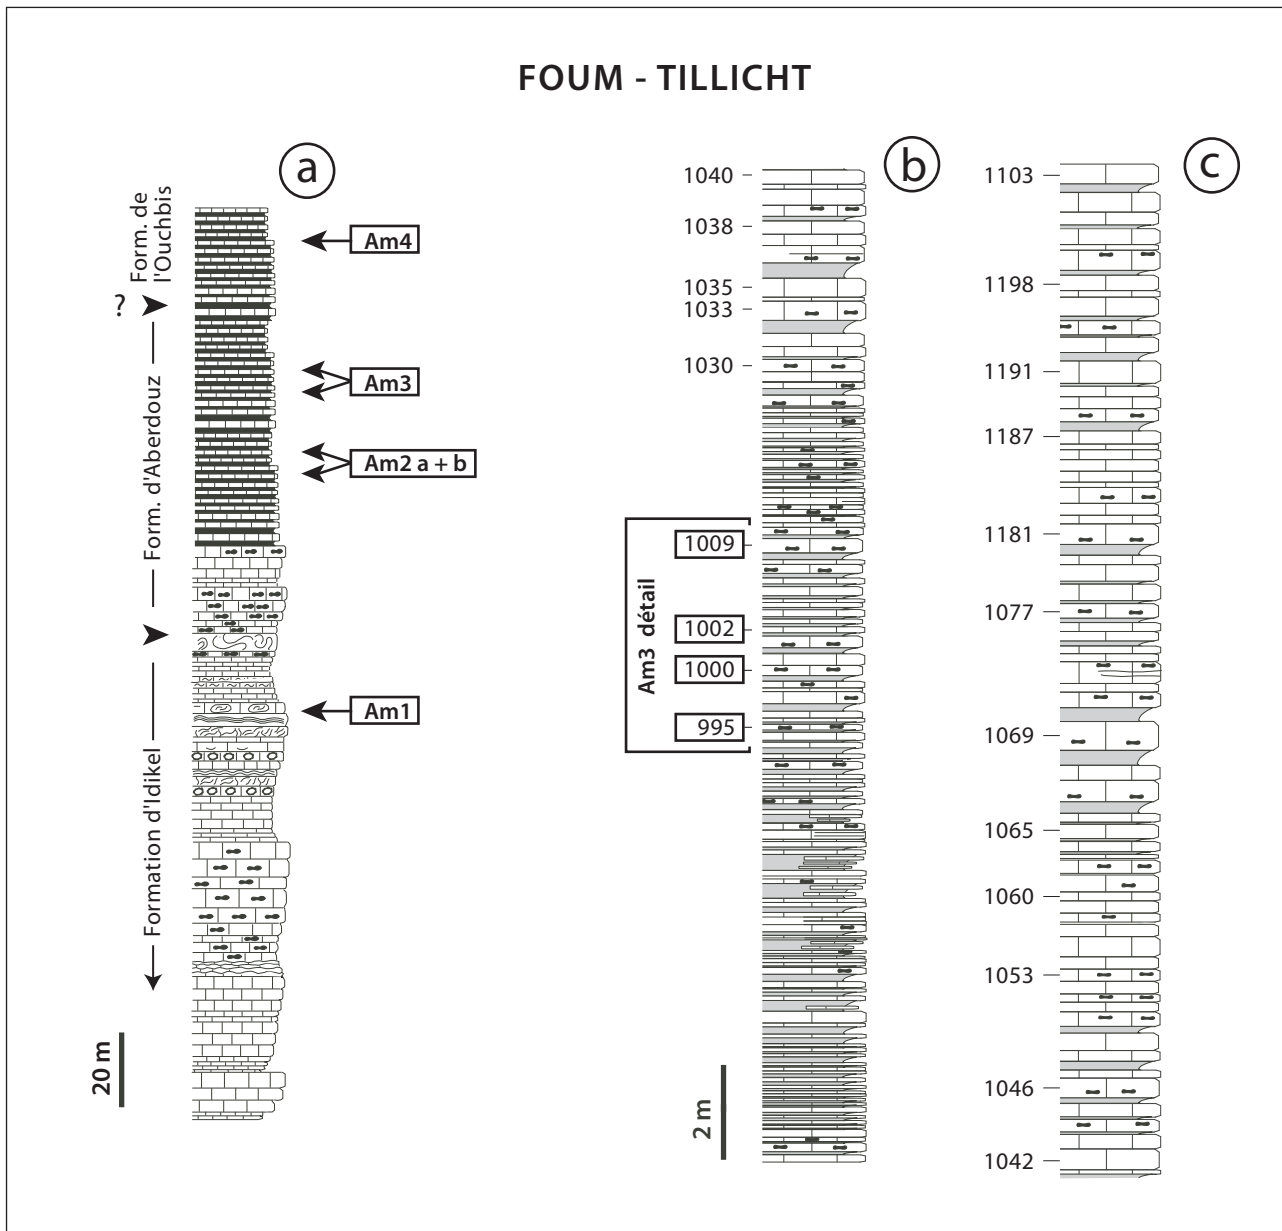 FOUM - TILLICHT
a
Form. de
l'Ouchbis
?
Form. d'Aberdouz
Formation d'Idikel
Am4
Am3
Am2 a + b
Am1
20 m
b
1040
1038
1035
1033
1030
Am3 détail
1009
1002
1000
995
2 m
c
1103
1198
1191
1187
1181
1077
1069
1065
1060
1053
1046
1042